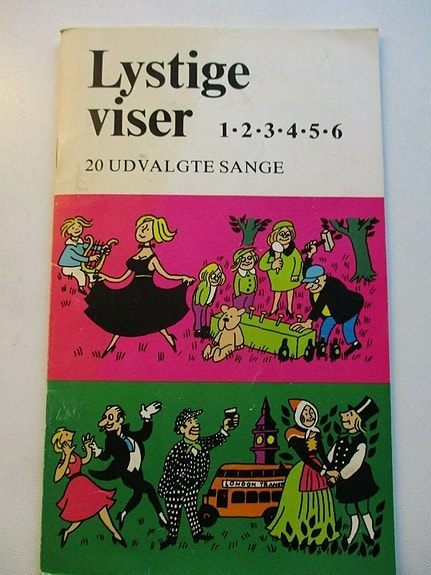 Lystige
viser 1·2·3·4·5·6
20 UDVALGTE SANGE
LONDON TRANS